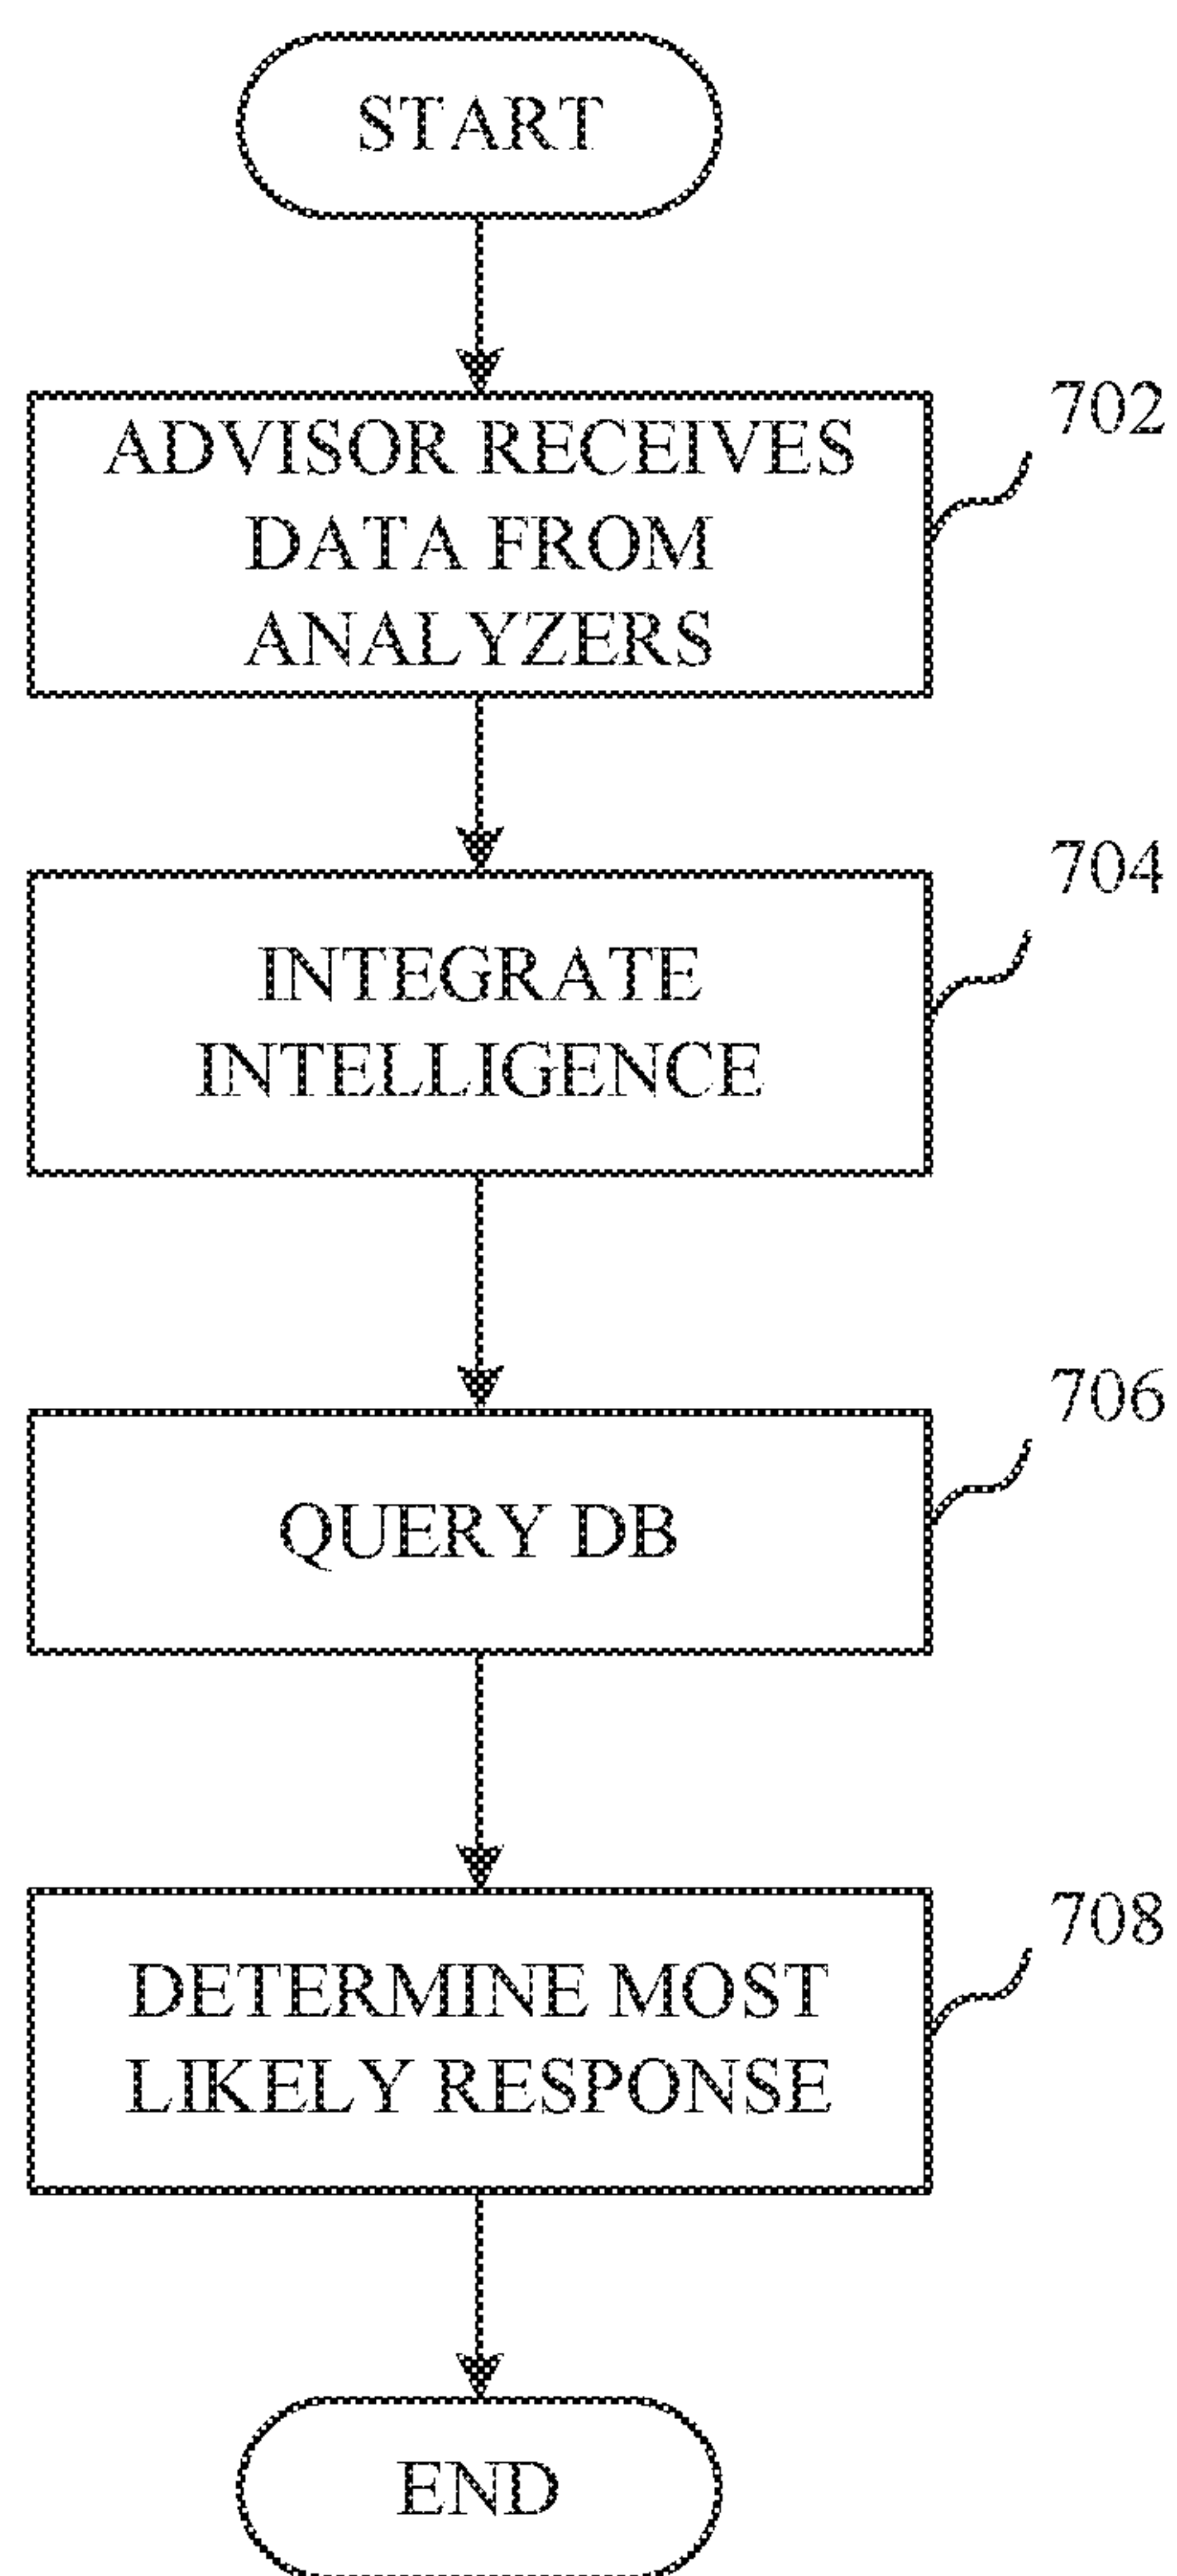 START
ADVISOR RECEIVES
DATA FROM
ANALYZERS
702
INTEGRATE
INTELLIGENCE
704
QUERY DB
706
DETERMINE MOST
LIKELY RESPONSE
708
END